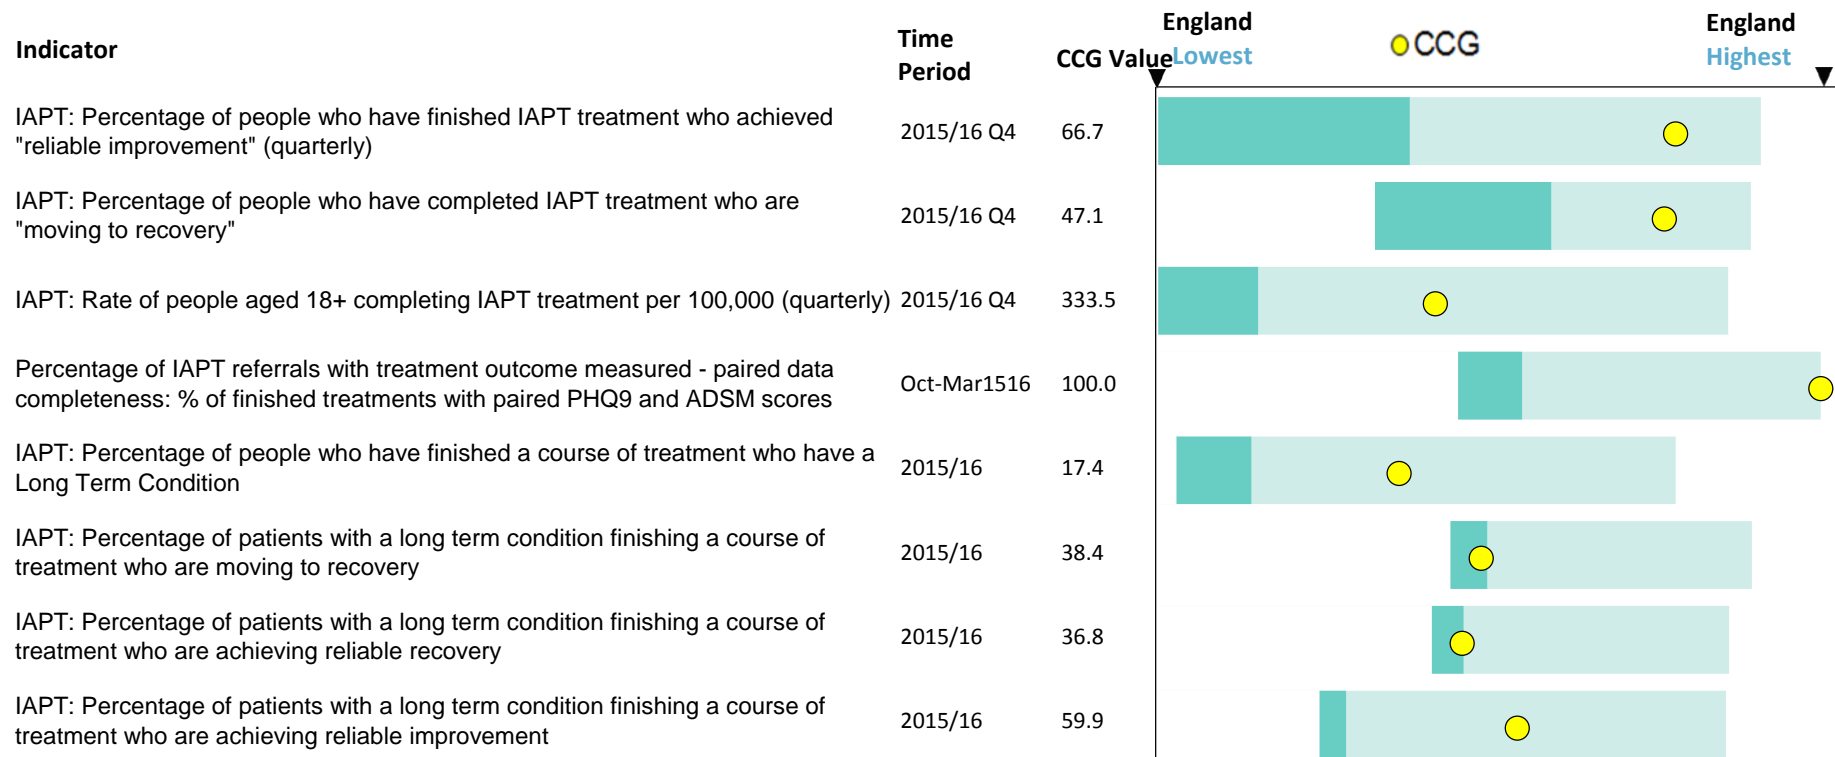 Indicator
Time
Period
CCG Value
England
Lowest
CCG
England
Highest
IAPT: Percentage of people who have finished IAPT treatment who achieved
"reliable improvement" (quarterly)
2015/16 Q4
66.7
IAPT: Percentage of people who have completed IAPT treatment who are
"moving to recovery"
2015/16 Q4
47.1
IAPT: Rate of people aged 18+ completing IAPT treatment per 100,000 (quarterly)
2015/16 Q4
333.5
Percentage of IAPT referrals with treatment outcome measured - paired data
completeness: % of finished treatments with paired PHQ9 and ADSM scores
Oct-Mar1516
100.0
IAPT: Percentage of people who have finished a course of treatment who have a
Long Term Condition
2015/16
17.4
IAPT: Percentage of patients with a long term condition finishing a course of
treatment who are moving to recovery
2015/16
38.4
IAPT: Percentage of patients with a long term condition finishing a course of
treatment who are achieving reliable recovery
2015/16
36.8
IAPT: Percentage of patients with a long term condition finishing a course of
treatment who are achieving reliable improvement
2015/16
59.9